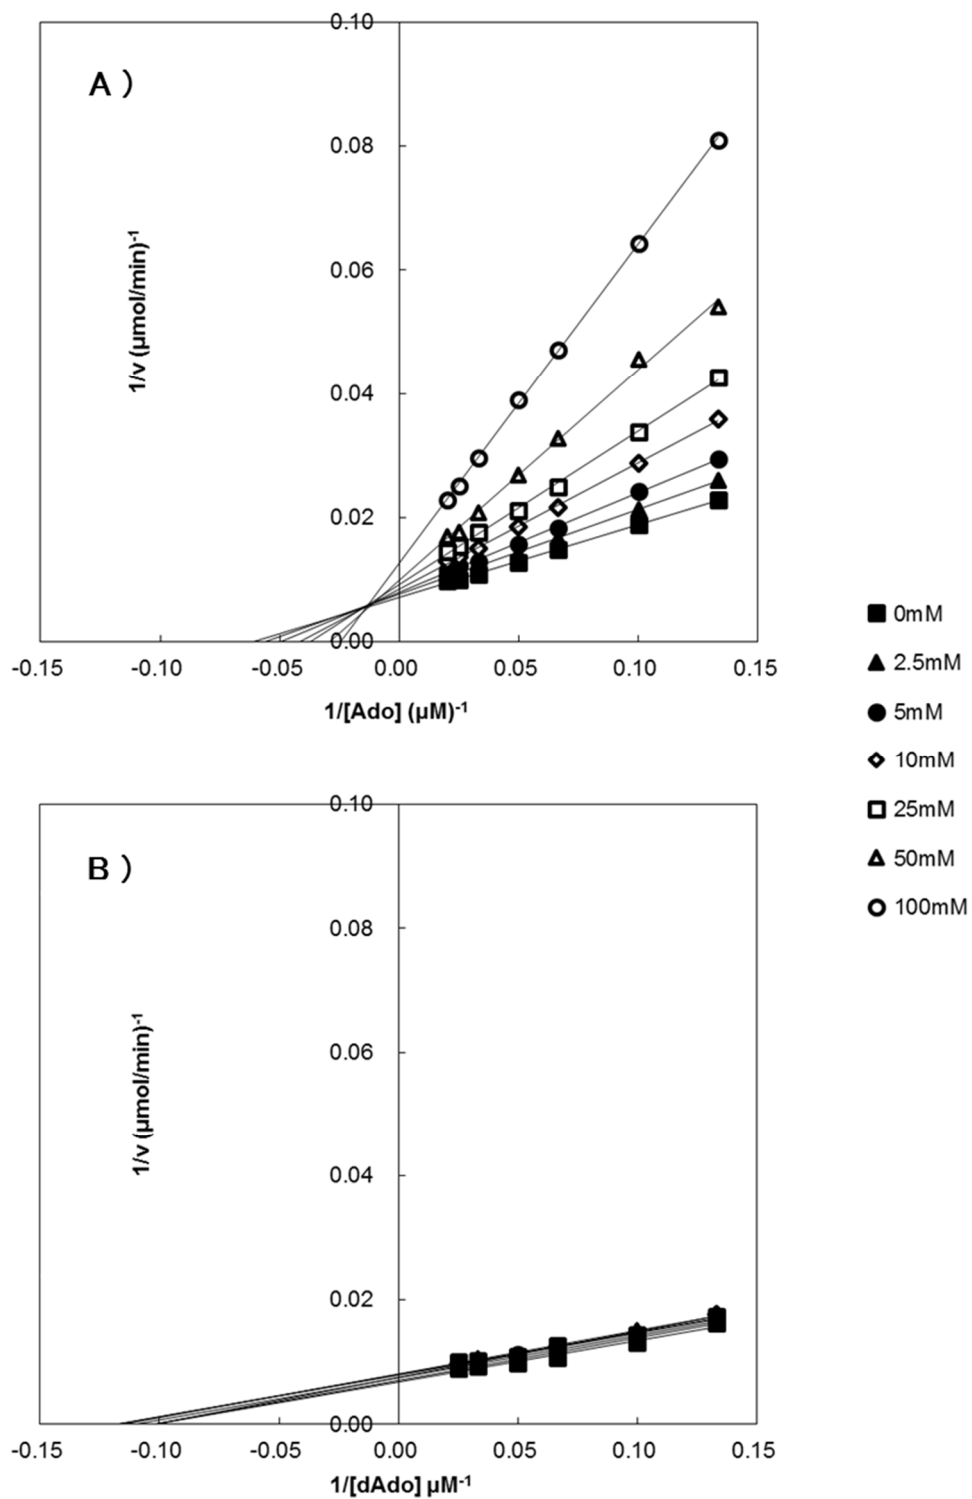 A )
0.10
0.08
0.06
0.04
0.02
0.00
1/v (µmol/min)-1
-0.15 -0.10 -0.05 0.00 0.05 0.10 0.15
1/[Ado] (µM)-1
0mM
2.5mM
5mM
10mM
25mM
50mM
100mM
B )
0.10
0.08
0.06
0.04
0.02
0.00
1/v (µmol/min)-1
-0.15 -0.10 -0.05 0.00 0.05 0.10 0.15
1/[dAdo] µM-1